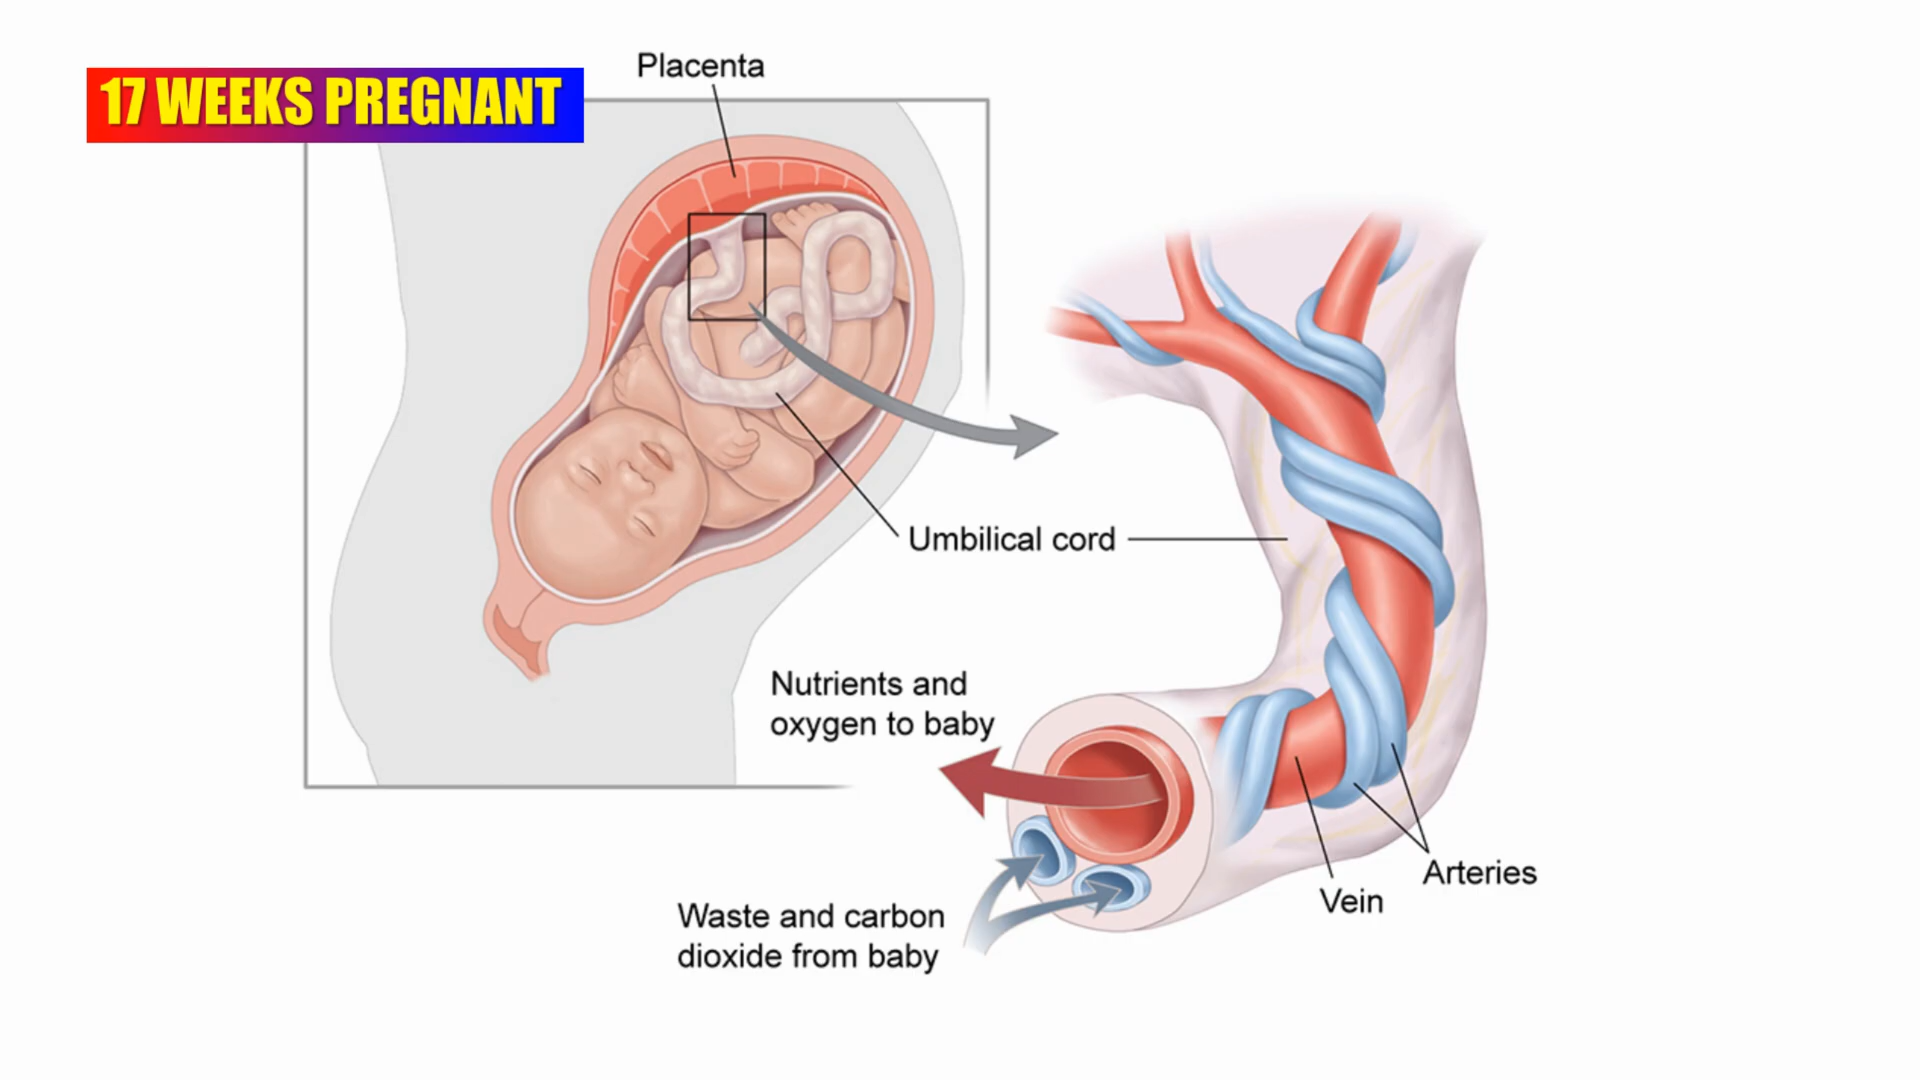 17 WEEKS PREGNANT
Placenta
Umbilical cord
Nutrients and
oxygen to baby
Waste and carbon
dioxide from baby
Vein
Arteries